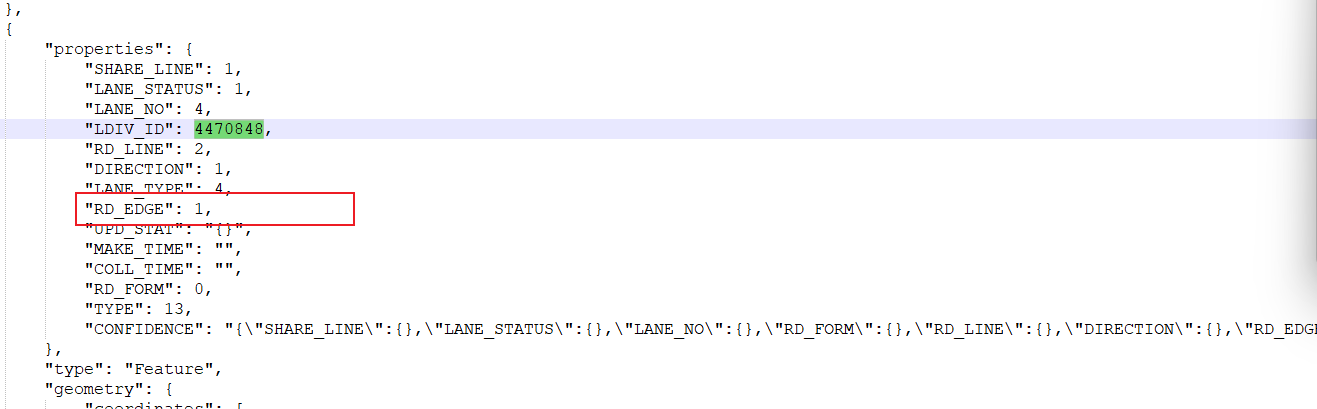 },
{
"properties": {
"SHARE_LINE": 1,
"LANE_STATUS": 1,
"LANE_NO": 4,
"LDIV_ID": 4470848,
"RD_LINE": 2,
"DIRECTION": 1,
"LANE_TYPE": 4,
"RD_EDGE": 1,
"UPD_STAT": "{}",
"MAKE_TIME": "",
"COLL_TIME": "",
"RD_FORM": 0,
"TYPE": 13,
"CONFIDENCE": "{\"SHARE_LINE\":{},\"LANE_STATUS\":{},\"LANE_NO\":{},\"RD_FORM\":{},\"RD_LINE\":{},\"DIRECTION\":{},\"RD_EDG
},
"type": "Feature",
"geometry": {
"coordinates": [